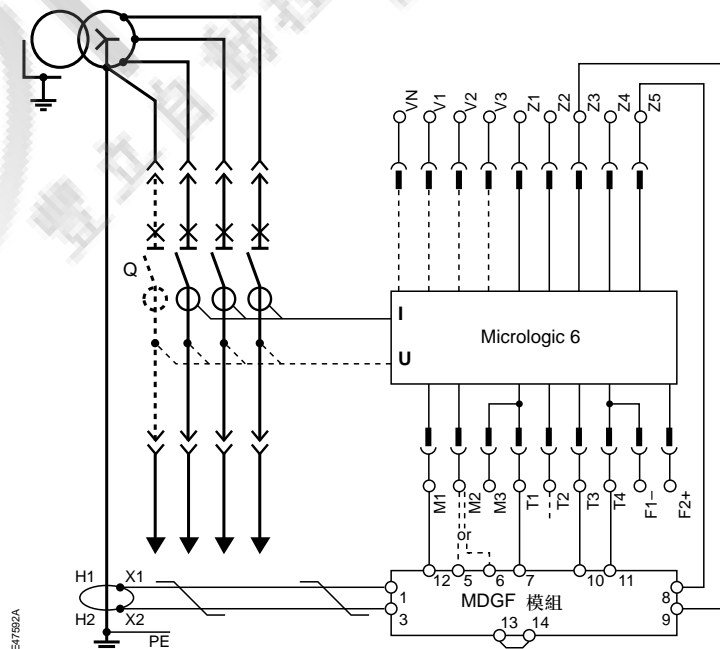 VN V1 V2 V3 Z1 Z2 Z3 Z4 Z5
Q
I
U
Micrologic 6
M1 M2 M3 T1 T2 T3 T4 F1– F2+
or
12 5 6 7 10 11
MDGF 模組
1
3
8
9
13 14
H1 X1
H2 X2
PE
E47592A